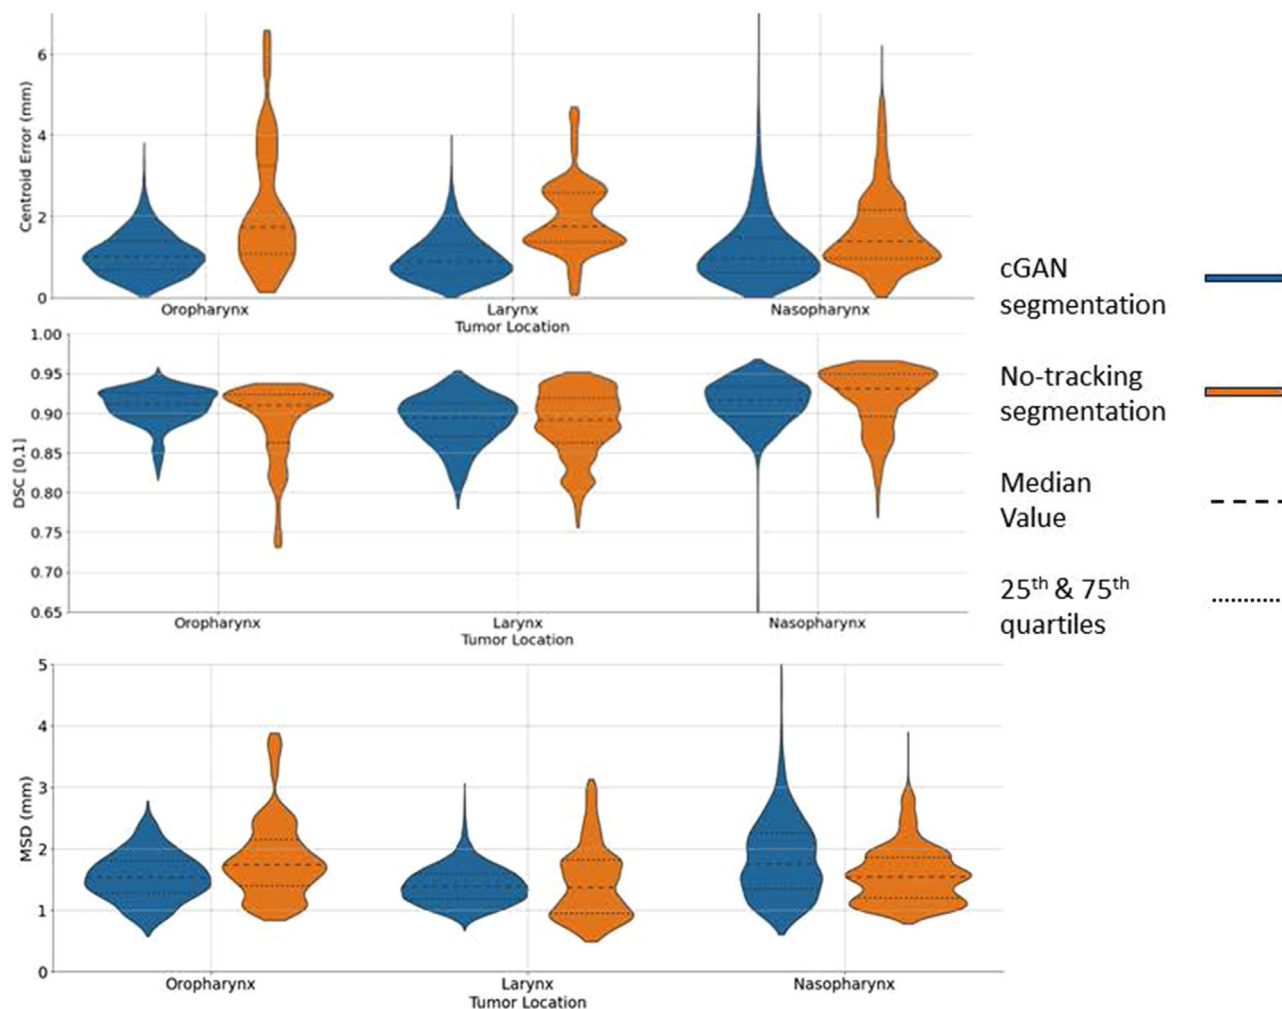 Centroid Error (mm)
6
4
2
0
Oropharynx Larynx Nasopharynx
Tumor Location
DSC [0,1]
1.00
0.95
0.90
0.85
0.80
0.75
0.70
0.65
Oropharynx Larynx Nasopharynx
Tumor Location
MSD (mm)
5
4
3
2
1
0
Oropharynx Larynx Nasopharynx
Tumor Location
cGAN
segmentation
No-tracking
segmentation
Median
Value
25th & 75th
quartiles